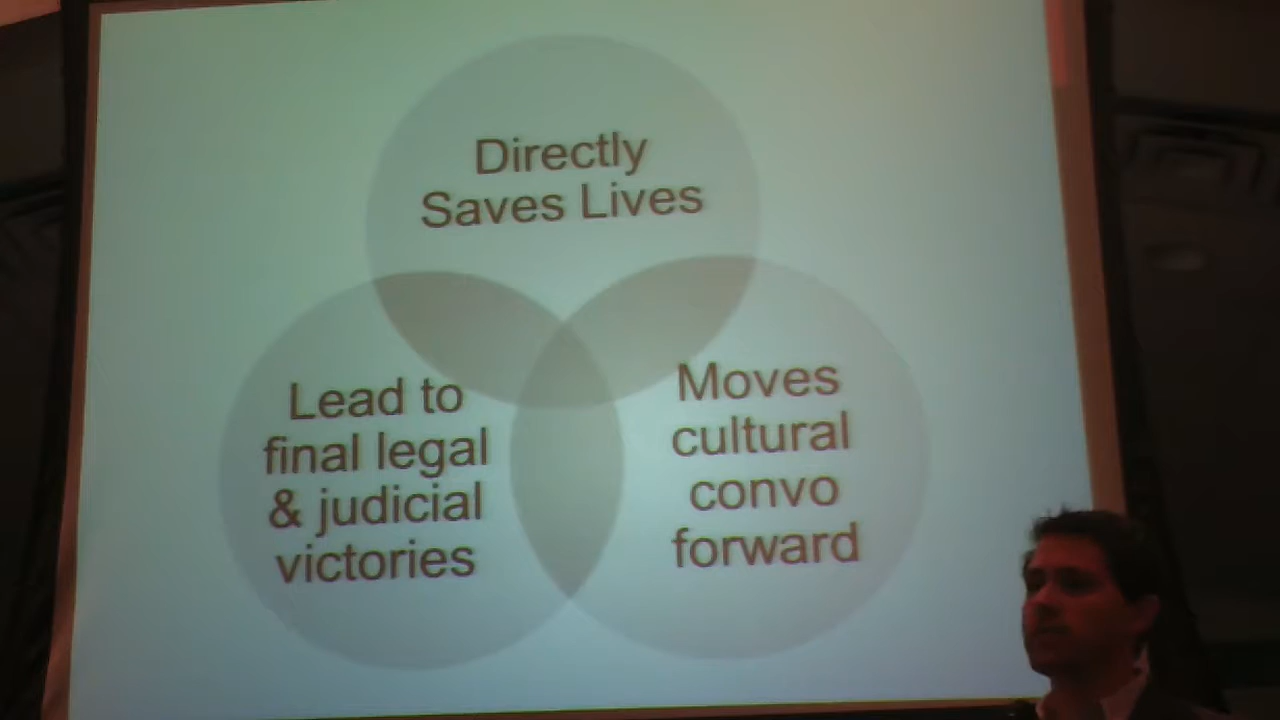 Directly
Saves Lives
Lead to
final legal
& judicial
victories
Moves
cultural
convo
forward